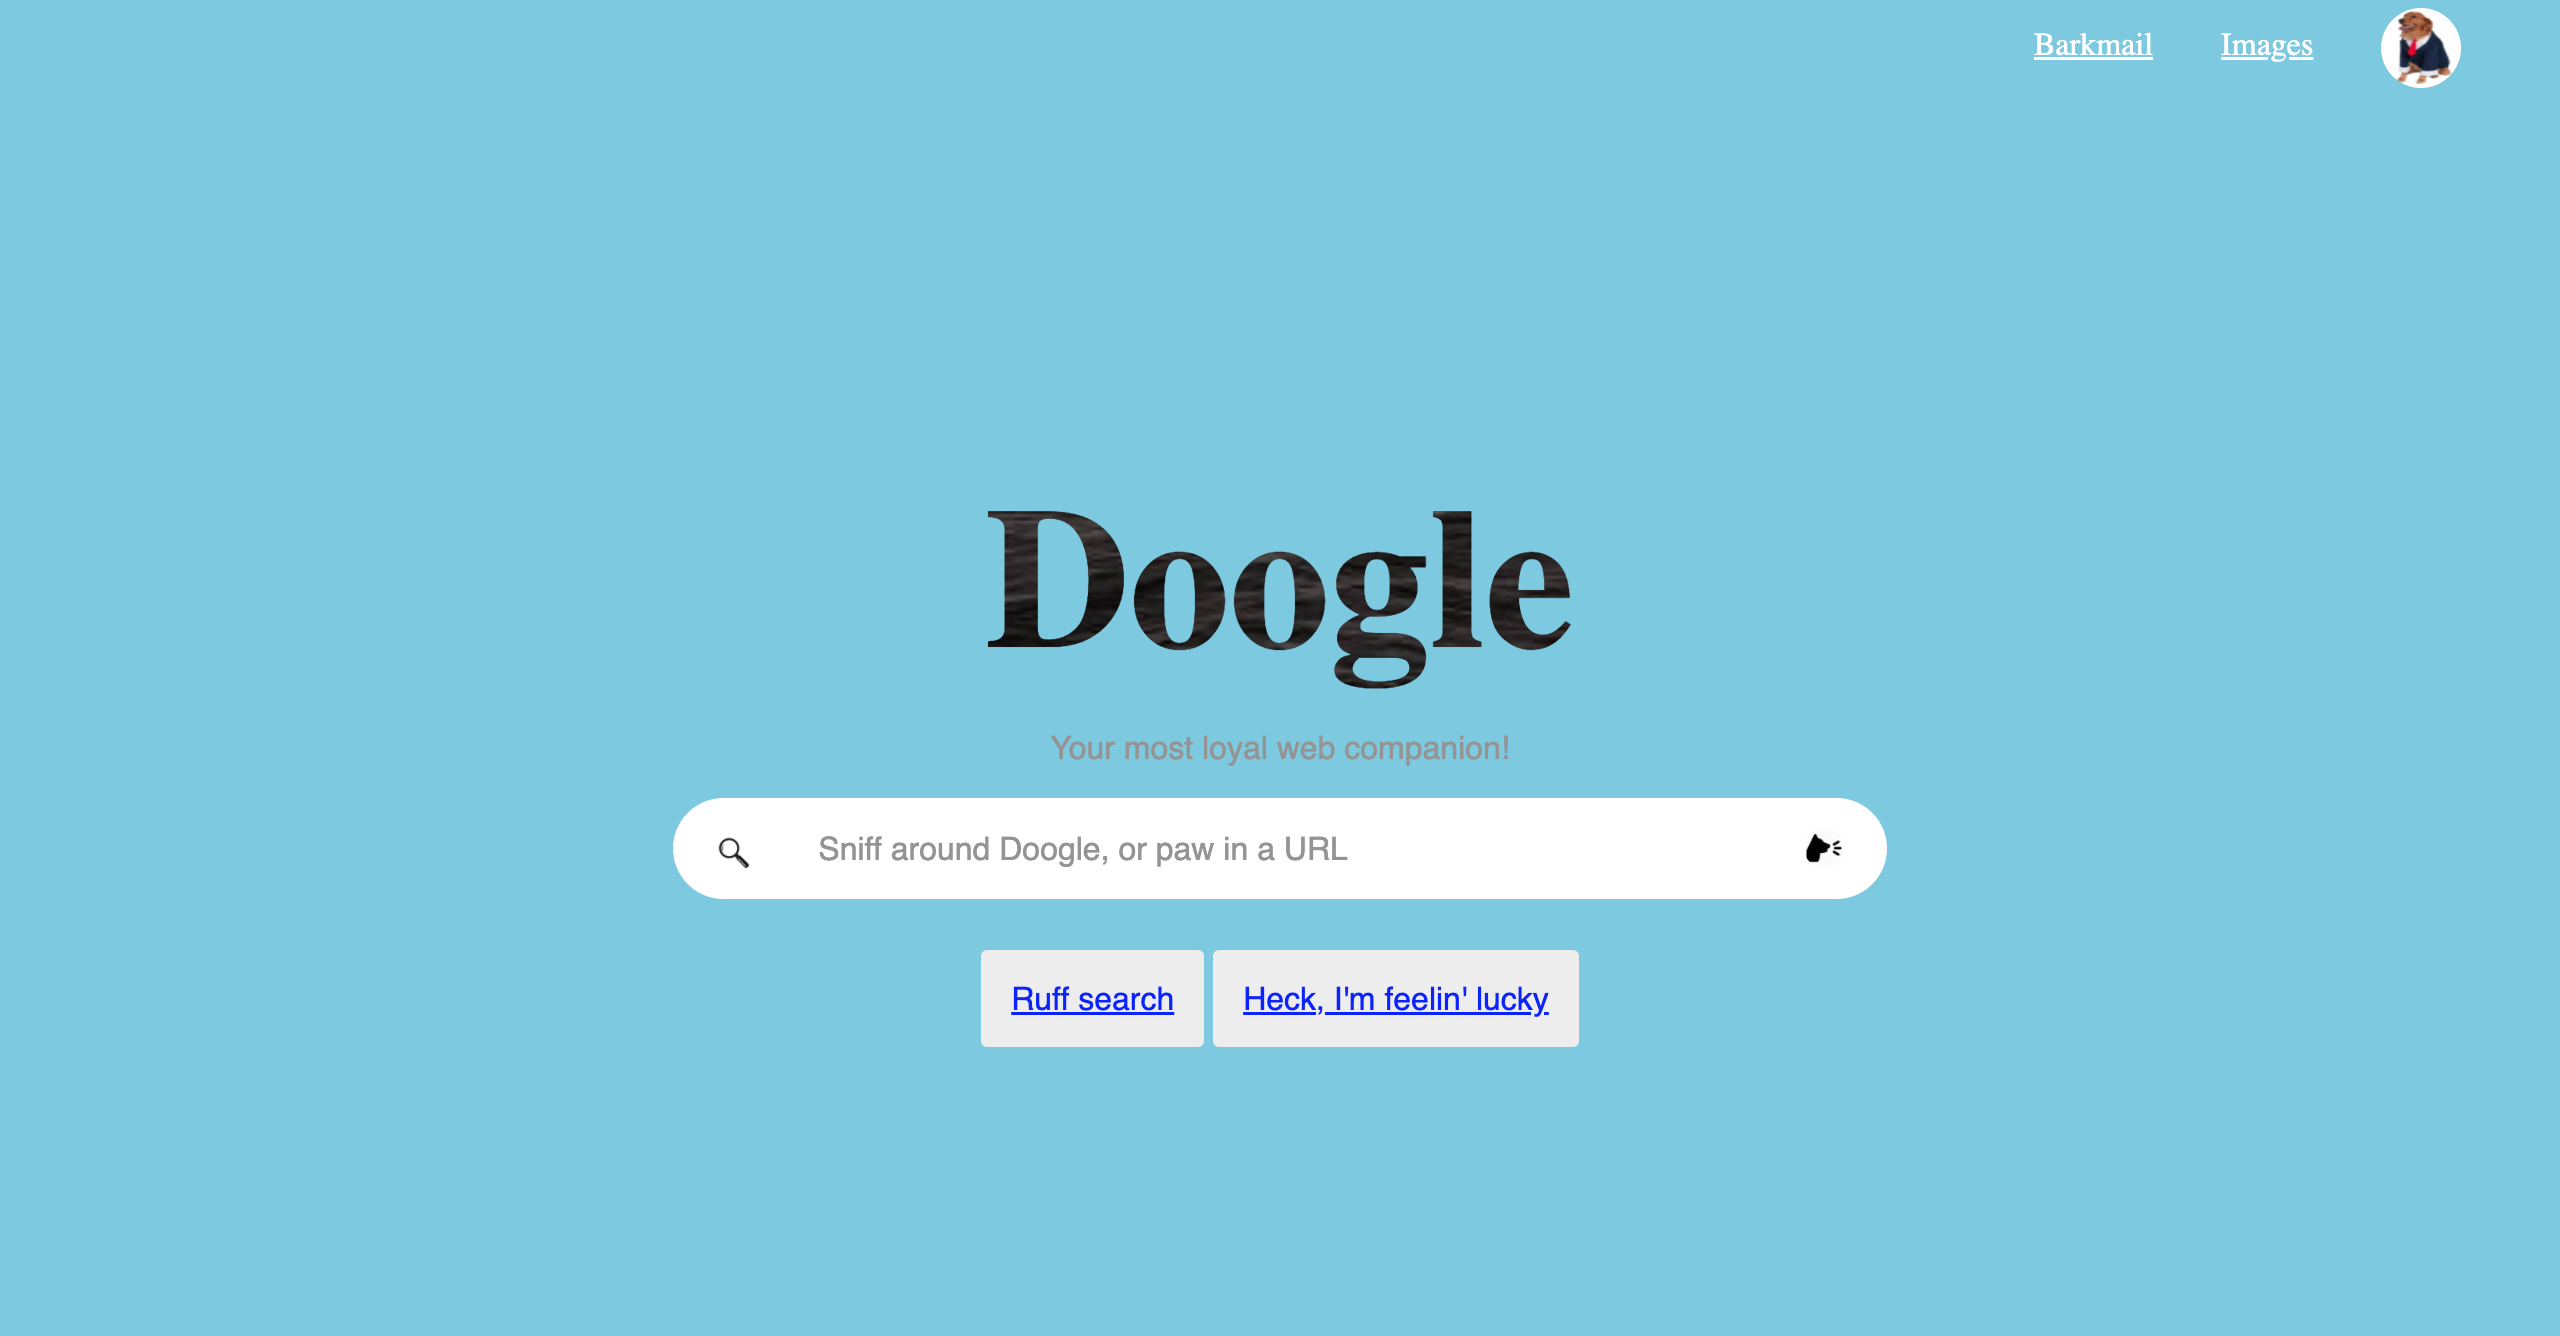 Barkmail Images
Doogle
Your most loyal web companion!
Sniff around Doogle, or paw in a URL
Ruff search Heck, I'm feelin' lucky